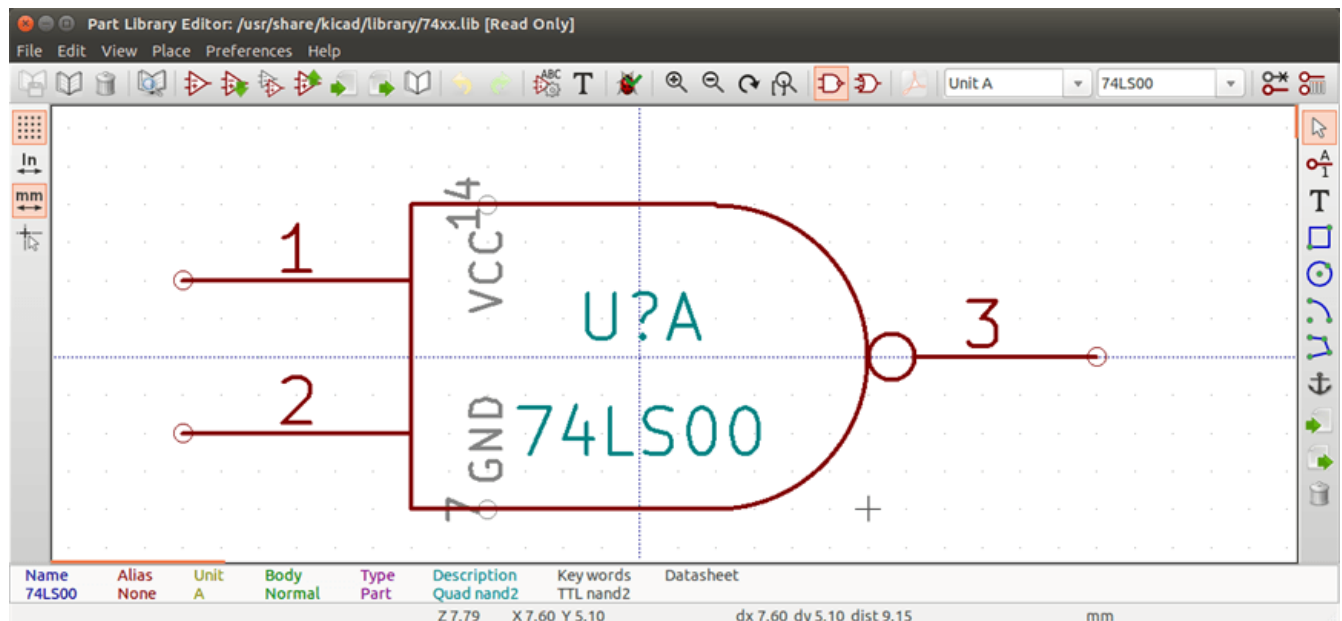 Part Library Editor: /usr/share/kicad/library/74xx.lib [Read Only]
File Edit View Place Preferences Help
ABC T Unit A 74LS00
In
mm
A
1
T
14
VCC
1
U?A
3
2
GND
74LS00
7
Name Alias Unit Body Type Description Key words Datasheet
74LS00 None A Normal Part Quad nand2 TTL nand2
Z 7.79 X 7.60 Y 5.10 dx 7.60 dy 5.10 dist 9.15 mm